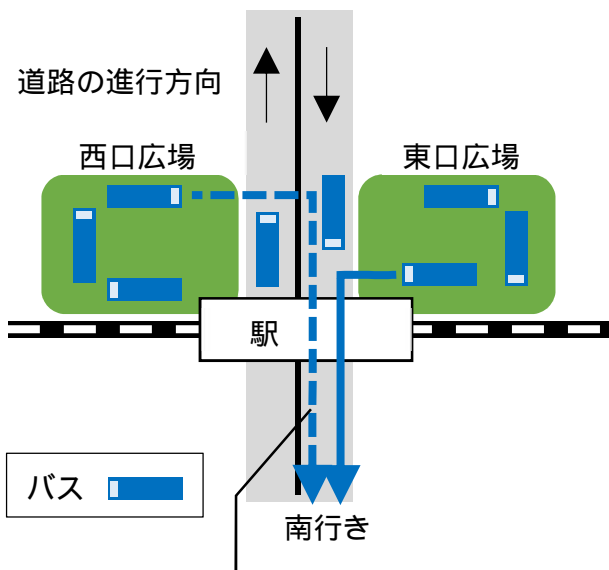 道路の進行方向
西口広場
東口広場
駅
バス
南行き